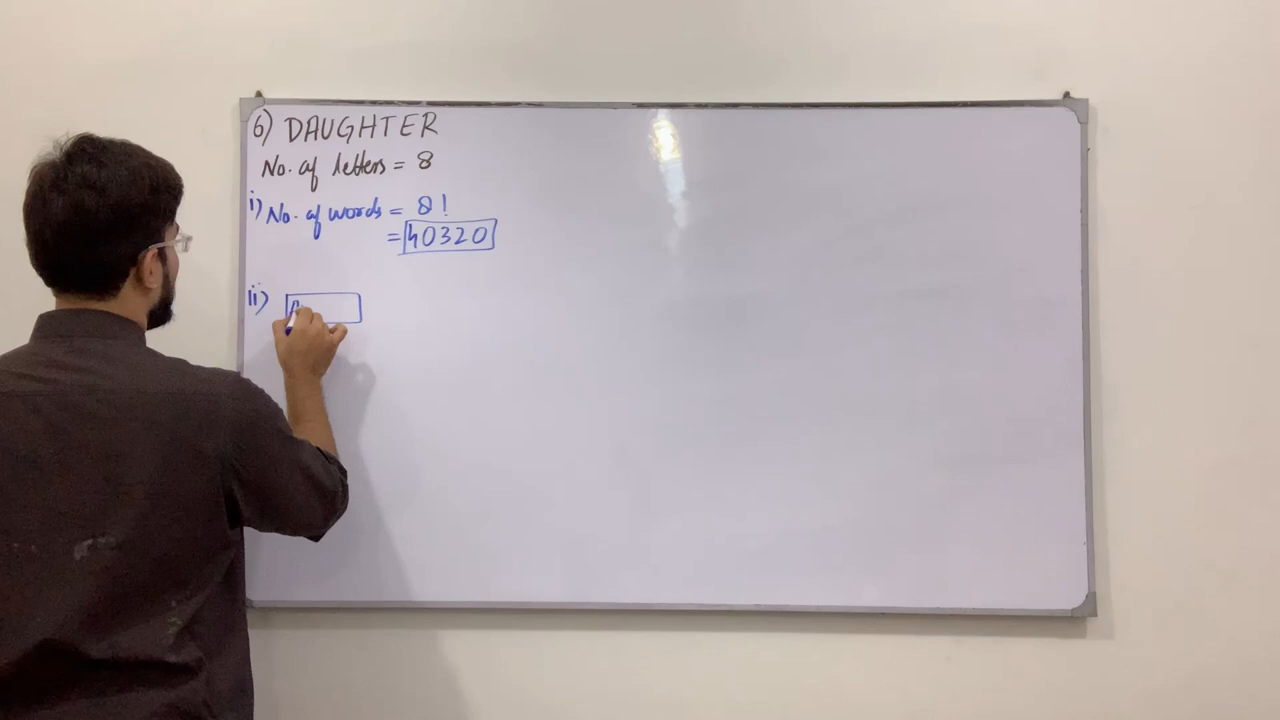 6) DAUGHTER
No. of letters = 8
i) No. of words = 8!
= 40320
ii)